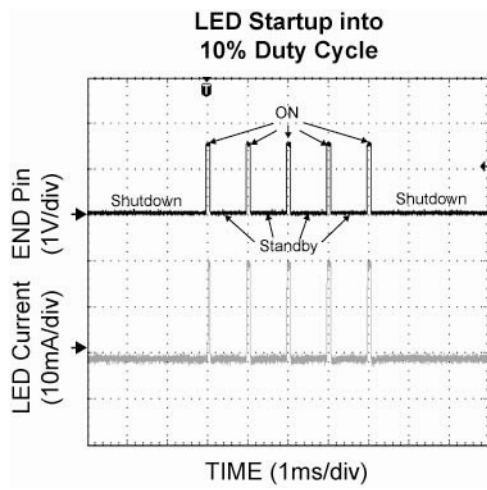 LED Startup into
10% Duty Cycle
T
ON
Shutdown
Shutdown
Standby
END Pin
(1V/div)
LED Current
(10mA/div)
TIME (1ms/div)